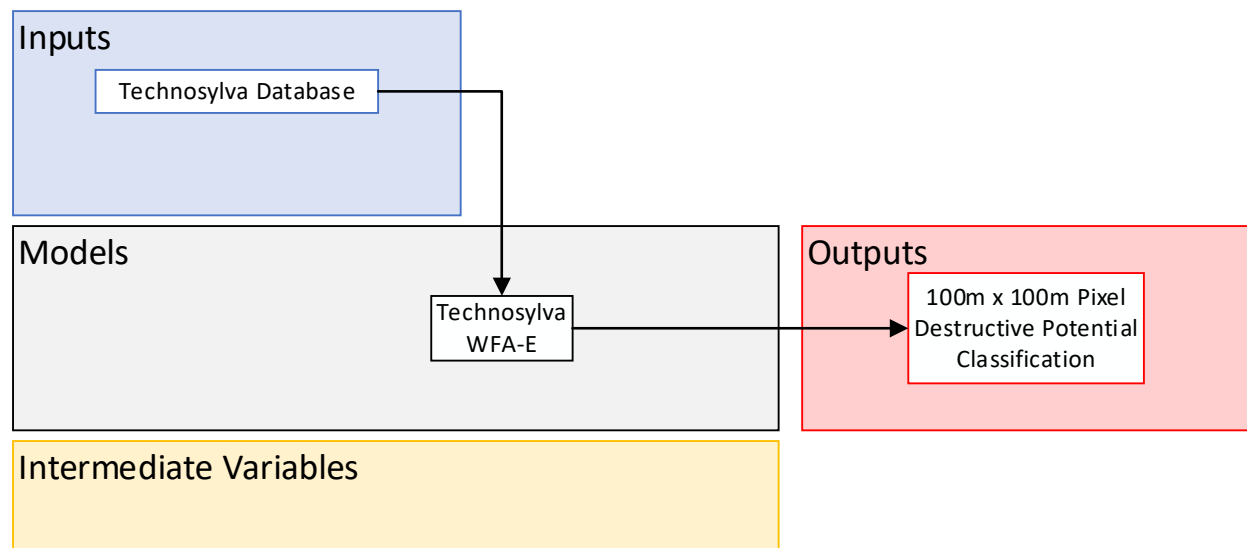 Inputs
Technosylva Database
Models
Technosylva
WFA-E
Outputs
100m x 100m Pixel
Destructive Potential
Classification
Intermediate Variables